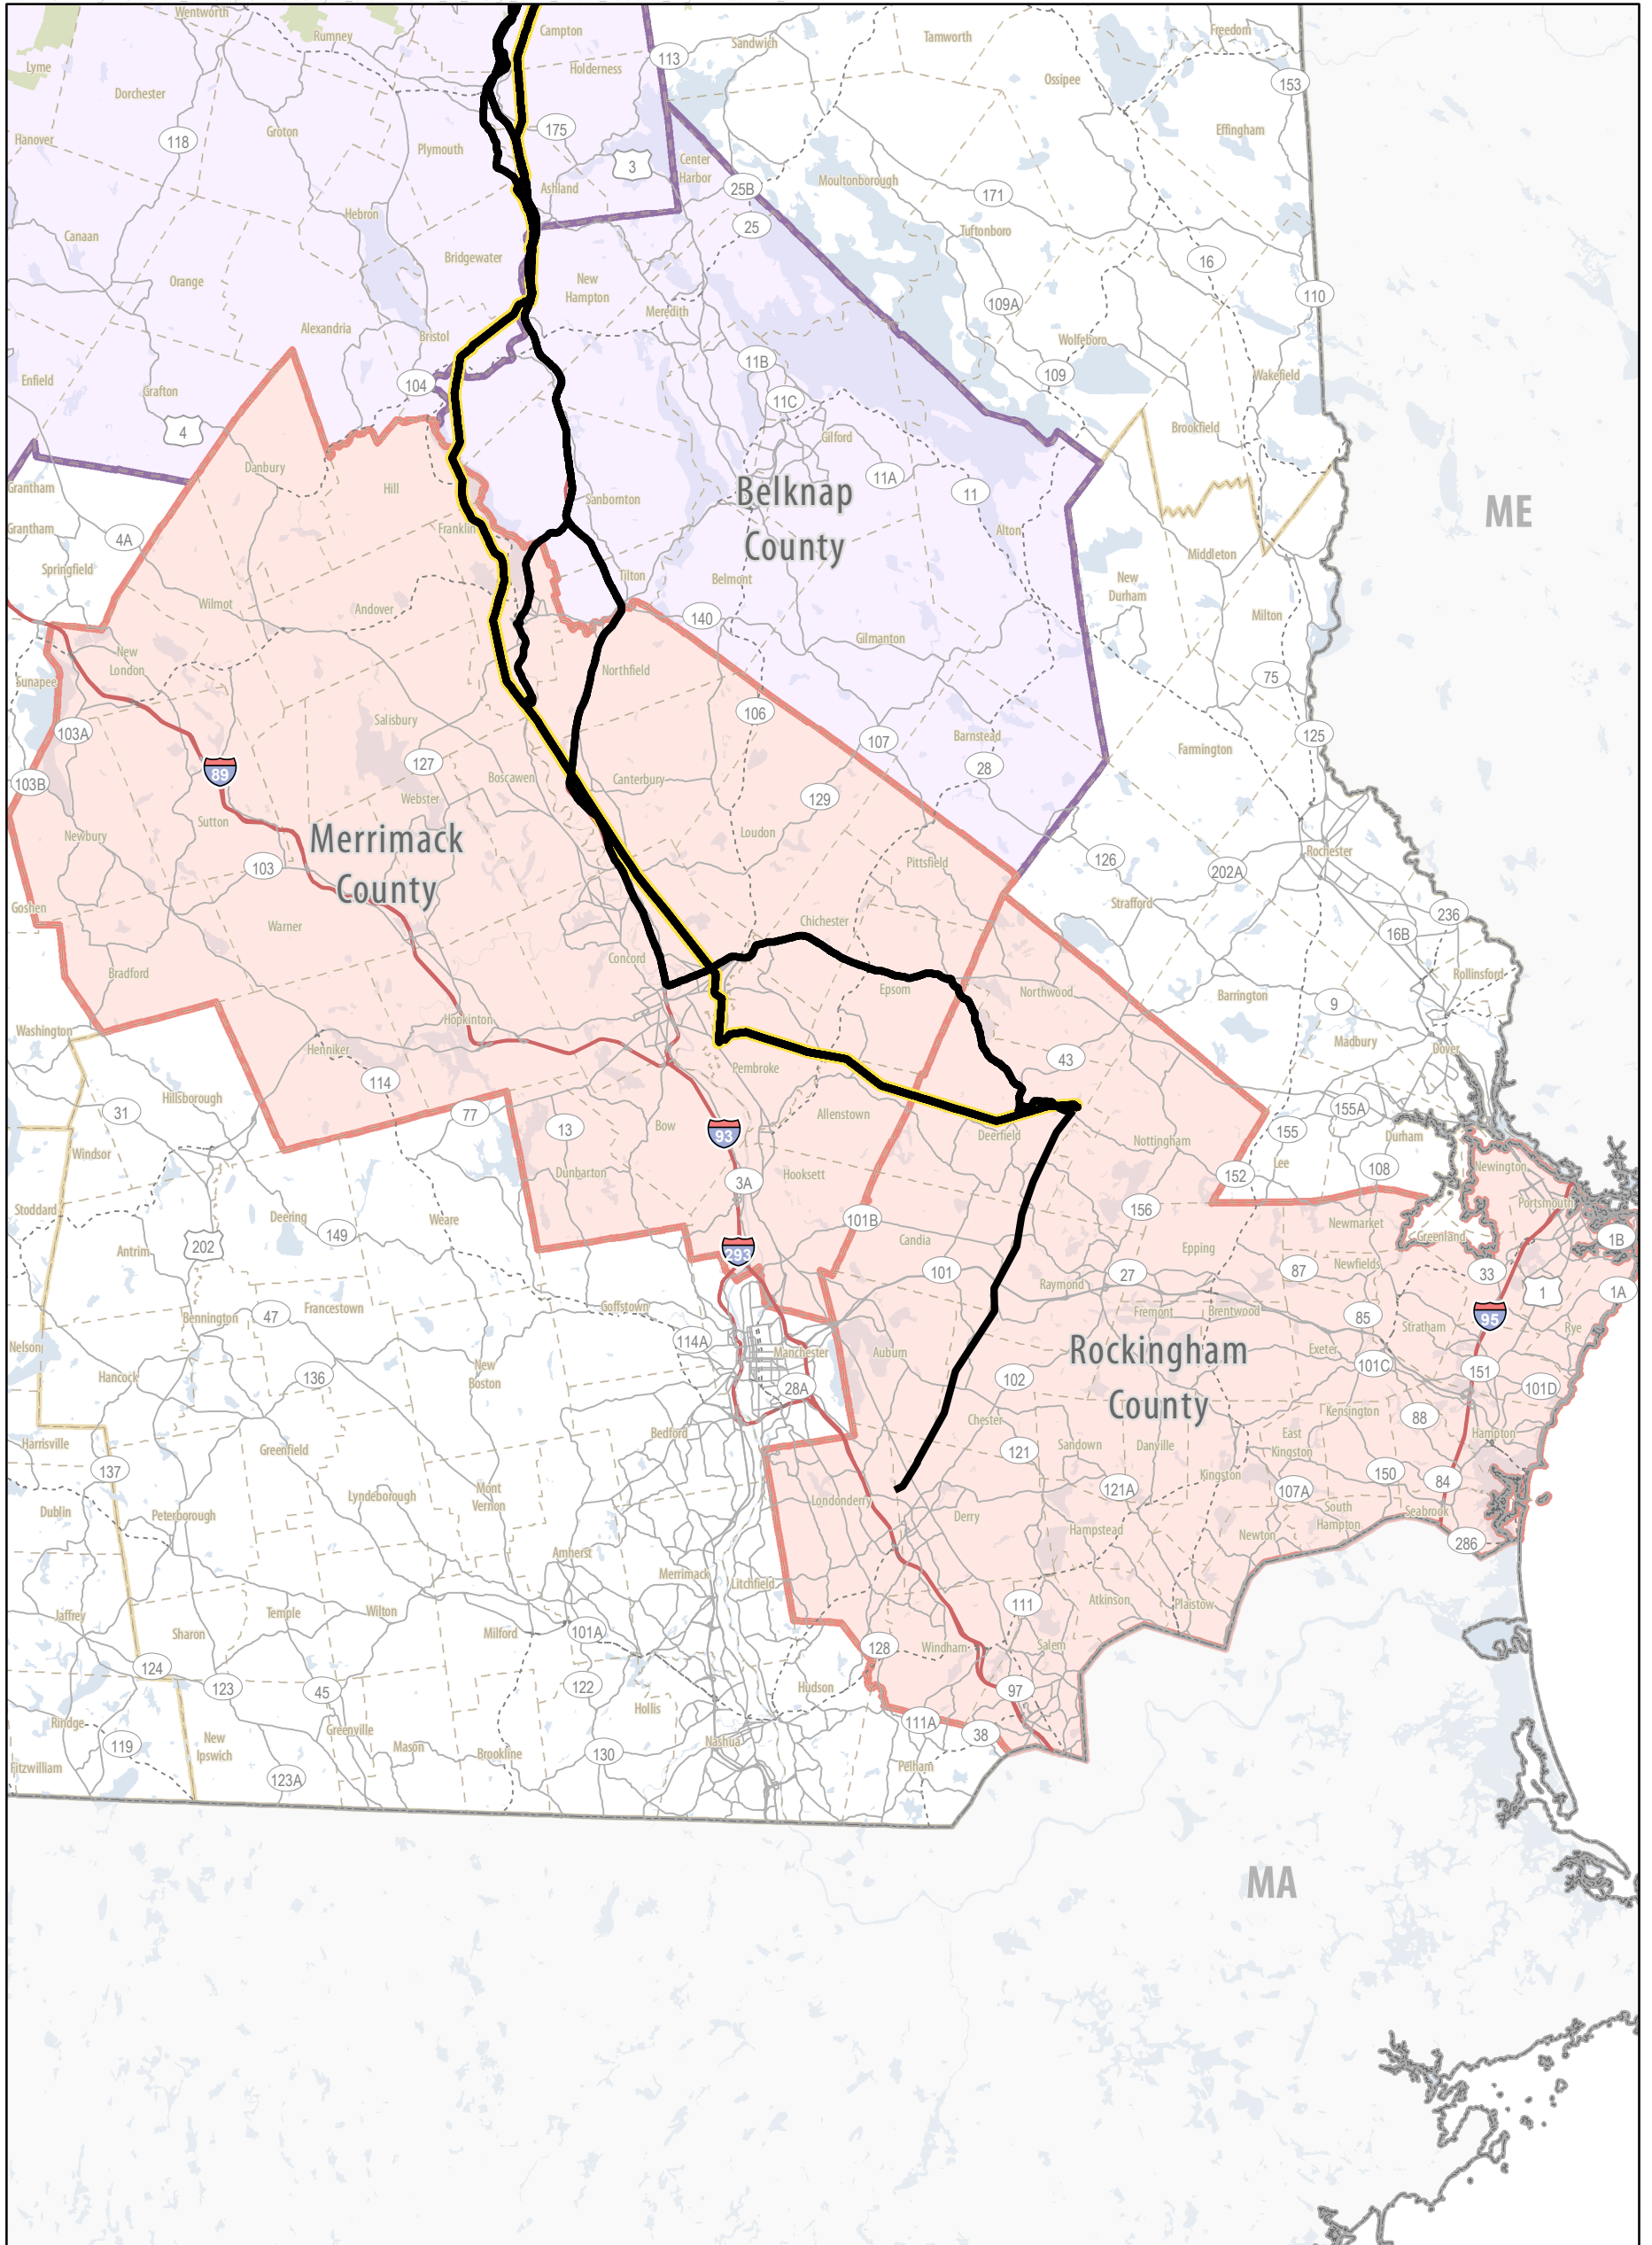 Wentworth
Rumney
Campton
Sandwich
Tamworth
Freedom
Lyme
Holderness
113
Ossipee
153
Dorchester
Hanover
118
Groton
175
Effingham
Plymouth
3
Center
Harbor
Ashland
25B
Moultonborough
171
Hebron
25
Tuftonboro
Canaan
Bridgewater
16
New
Hampton
Orange
110
109A
Meredith
Alexandria
Bristol
Wolfeboro
11B
109
Enfield
104
Wakefield
Grafton
11C
4
Gilford
Brookfield
Danbury
11A
Grantham
Hill
Belknap
County
11
Sanbornton
ME
Grantham
Franklin
Alton
4A
Middleton
Springfield
Tilton
Belmont
New
Durham
Wilmot
Andover
140
Milton
Gilmanton
New
London
Northfield
75
Sunapee
106
Salisbury
103A
107
Barnstead
125
Farmington
127
28
89
Boscawen
Canterbury
103B
Webster
129
Sutton
Newbury
Merrimack
County
Loudon
Rochester
126
Pittsfield
103
202A
Goshen
Strafford
236
Warner
Chichester
16B
Concord
Bradford
Rollinsford
Epsom
Northwood
Barrington
9
Washington
Hopkinton
Henniker
Madbury
Dover
43
Pembroke
114
Hillsborough
31
77
Allenstown
155A
13
Bow
93
Deerfield
155
Durham
Windsor
Nottingham
Lee
108
Newington
Dunbarton
Hooksett
152
3A
Stoddard
Portsmouth
156
Deering
Weare
101B
Newmarket
149
Candia
Greenland
1B
Antrim
202
293
Epping
101
Raymond
27
87
Newfields
33
1
1A
Goffstown
Francestown
Fremont
Brentwood
Bennington
47
85
95
Stratham
Rye
114A
Nelson
Manchester
Auburn
Rockingham
County
Exeter
101C
151
Hancock
136
New
Boston
28A
102
101D
Kensington
88
Chester
Hampton
Bedford
East
Kingston
Harrisville
Greenfield
121
Sandown
Danville
137
Kingston
150
84
Mont
Vernon
121A
107A
Lyndeborough
Londonderry
South
Hampton
Dublin
Peterborough
Derry
Seabrook
Hampstead
Newton
286
Amherst
Merrimack
Litchfield
Atkinson
111
Plaistow
Jaffrey
Temple
Wilton
Sharon
Milford
101A
128
Windham
Salem
124
123
45
122
Hudson
97
Hollis
Rindge
111A
Greenville
38
New
Ipswich
119
Mason
Nashua
Brookline
130
Fitzwilliam
Pelham
123A
MA